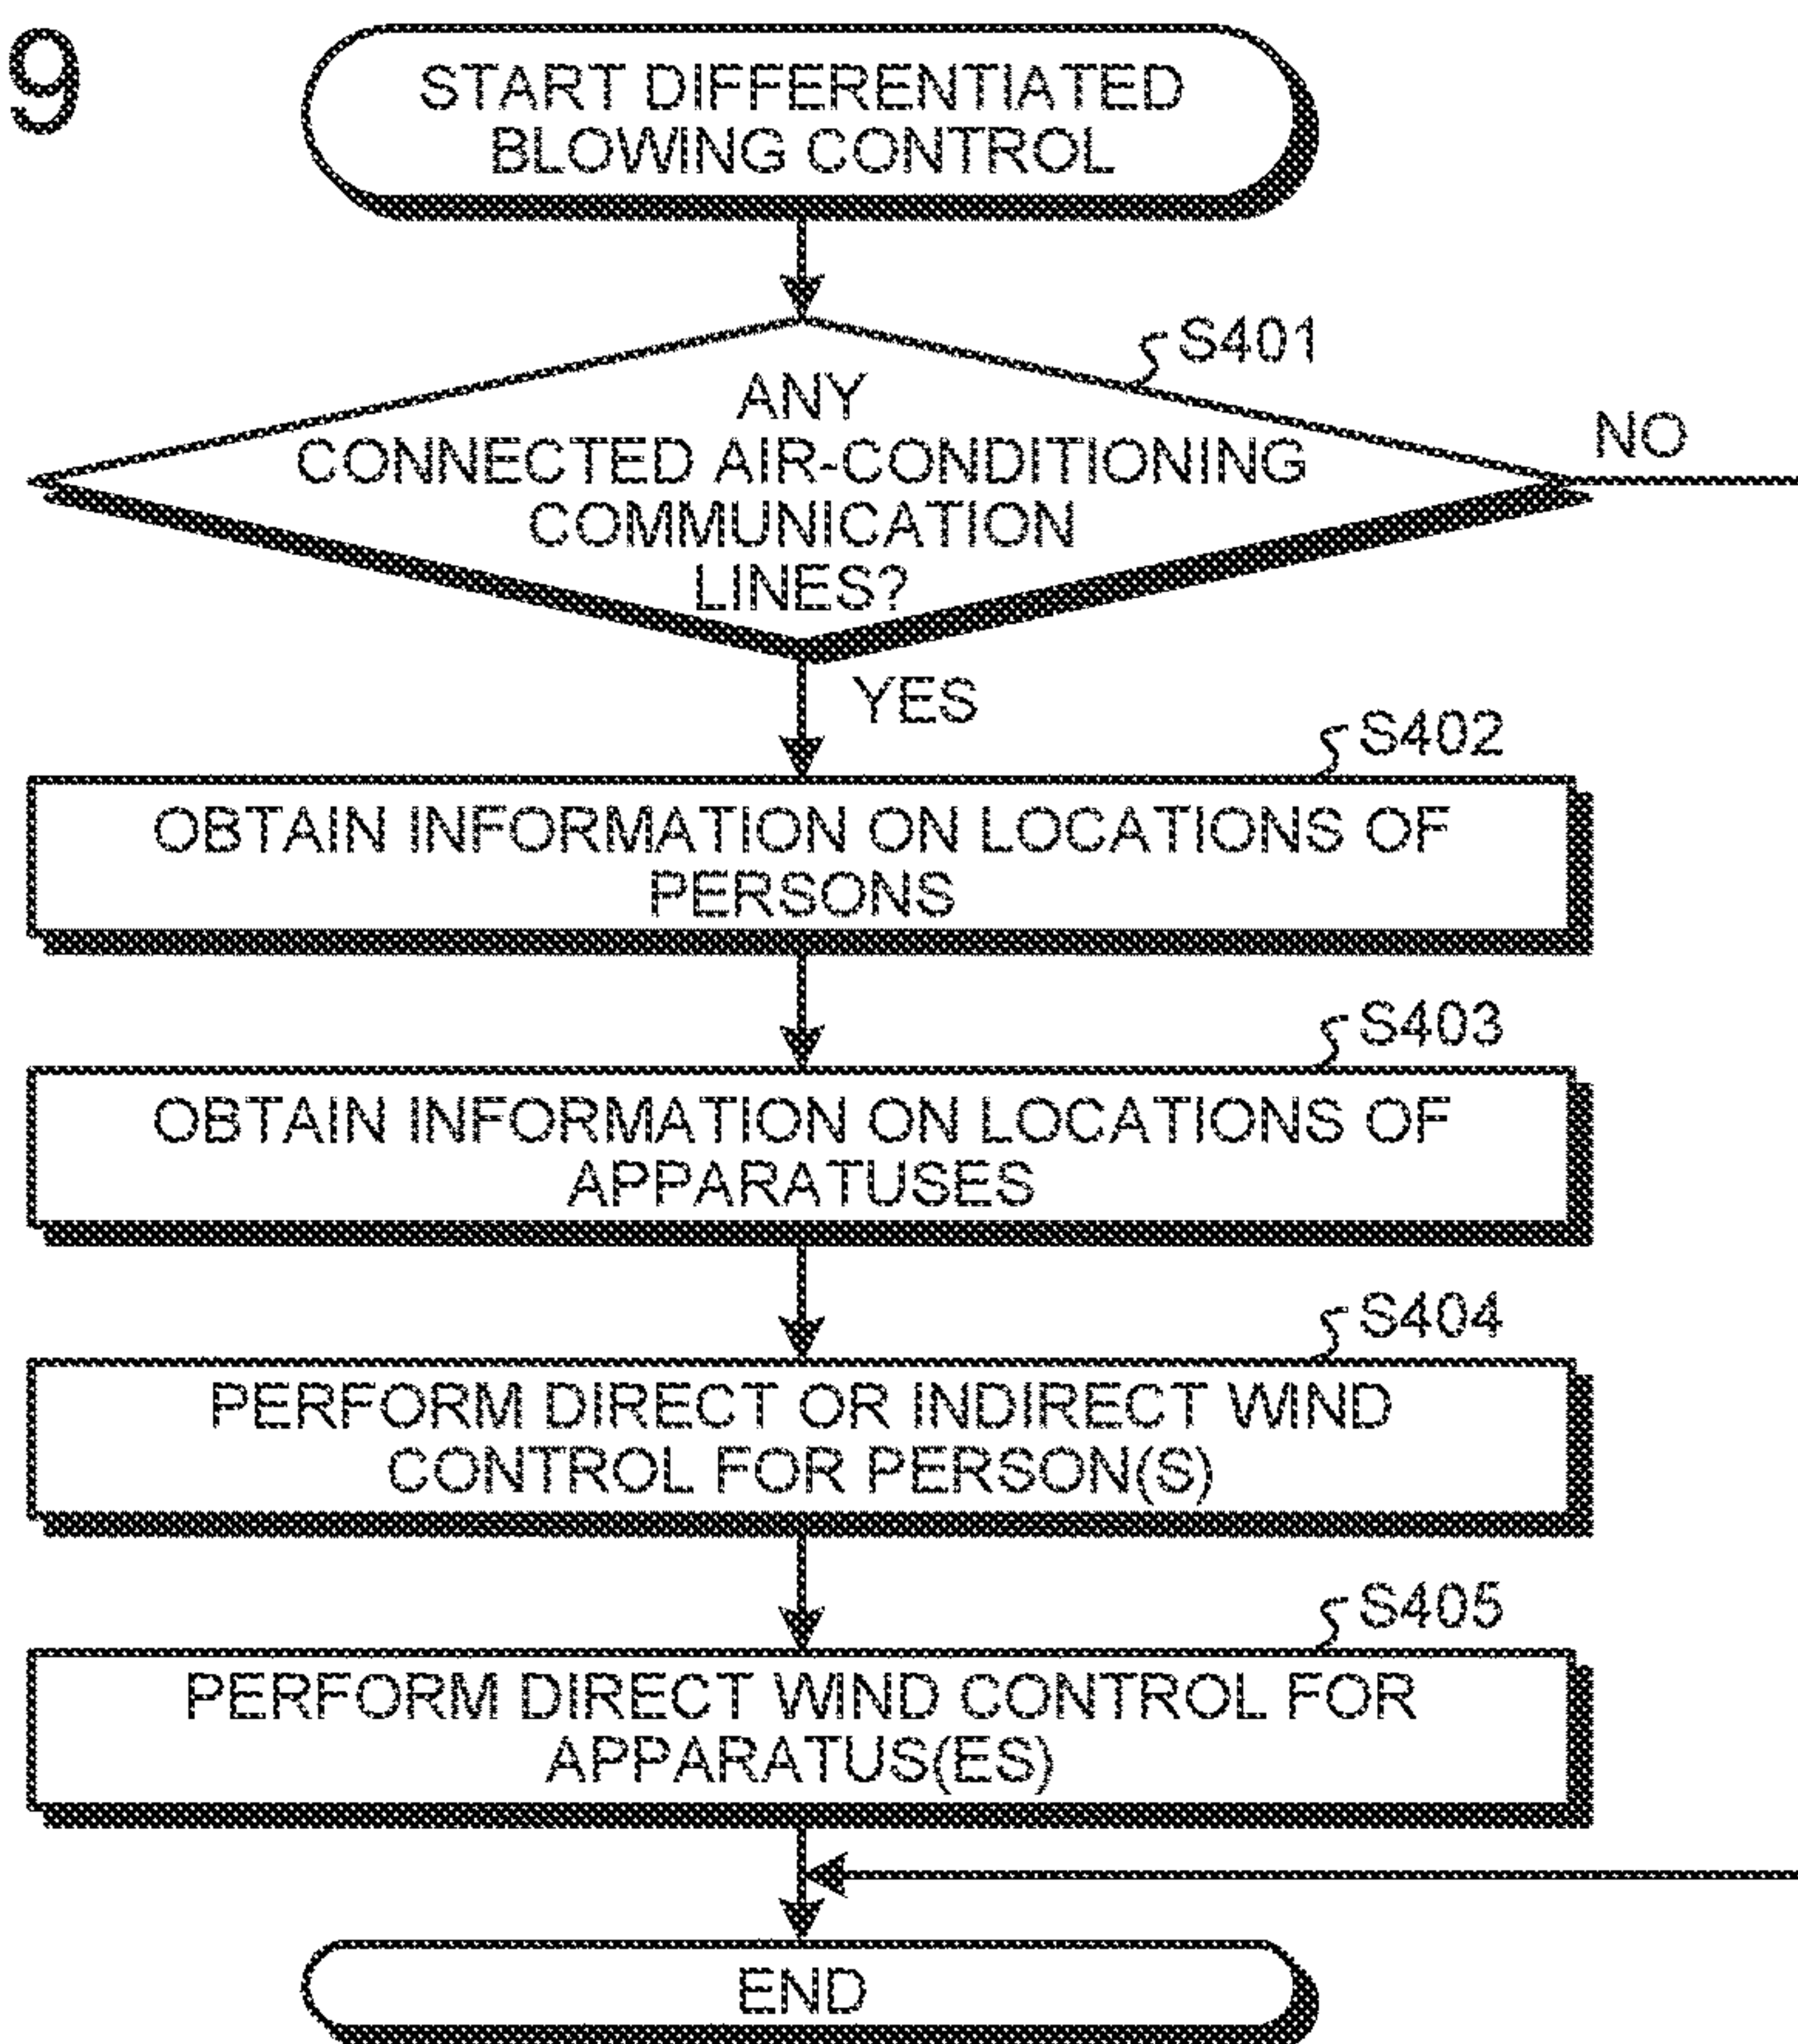 9
START DIFFERENTIATED
BLOWING CONTROL
S401
ANY
CONNECTED AIR-CONDITIONING
COMMUNICATION
LINES?
NO
YES
S402
OBTAIN INFORMATION ON LOCATIONS OF
PERSONS
S403
OBTAIN INFORMATION ON LOCATIONS OF
APPARATUSES
S404
PERFORM DIRECT OR INDIRECT WIND
CONTROL FOR PERSON(S)
S405
PERFORM DIRECT WIND CONTROL FOR
APPARATUS(ES)
END